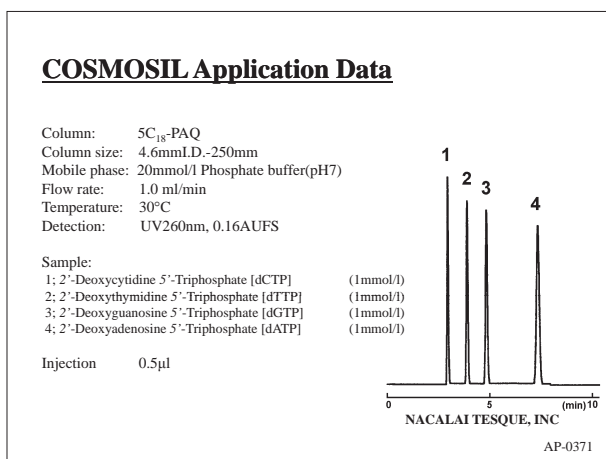 COSMOSIL Application Data
Column: 5C18-PAQ
Column size: 4.6mmI.D.-250mm
Mobile phase: 20mmol/l Phosphate buffer(pH7)
Flow rate: 1.0 ml/min
Temperature: 30°C
Detection: UV260nm, 0.16AUFS
Sample:
1; 2’-Deoxycytidine 5’-Triphosphate [dCTP] (1mmol/l)
2; 2’-Deoxythymidine 5’-Triphosphate [dTTP] (1mmol/l)
3; 2’-Deoxyguanosine 5’-Triphosphate [dGTP] (1mmol/l)
4; 2’-Deoxyadenosine 5’-Triphosphate [dATP] (1mmol/l)
Injection 0.5µl
1
2
3
4
0 5 (min) 10
NACALAI TESQUE, INC
AP-0371